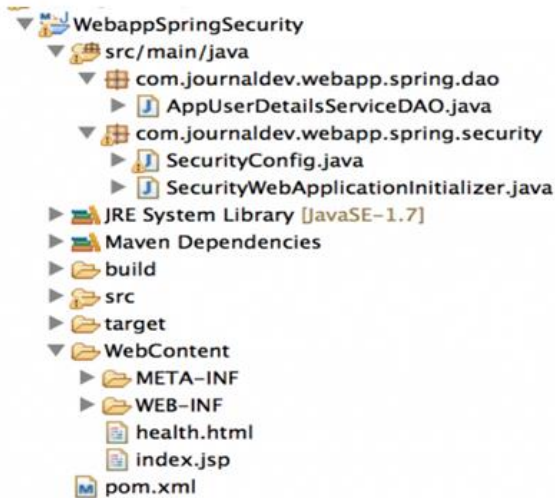 WebappSpringSecurity
src/main/java
com.journaldev.webapp.spring.dao
AppUserDetailsServiceDAO.java
com.journaldev.webapp.spring.security
SecurityConfig.java
SecurityWebApplicationInitializer.java
JRE System Library [JavaSE-1.7]
Maven Dependencies
build
src
target
WebContent
META-INF
WEB-INF
health.html
index.jsp
pom.xml